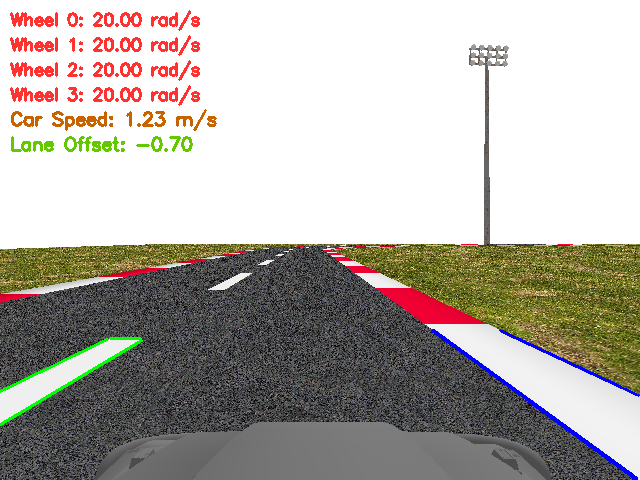 Wheel 0: 20.00 rad/s
Wheel 1: 20.00 rad/s
Wheel 2: 20.00 rad/s
Wheel 3: 20.00 rad/s
Car Speed: 1.23 m/s
Lane Offset: -0.70